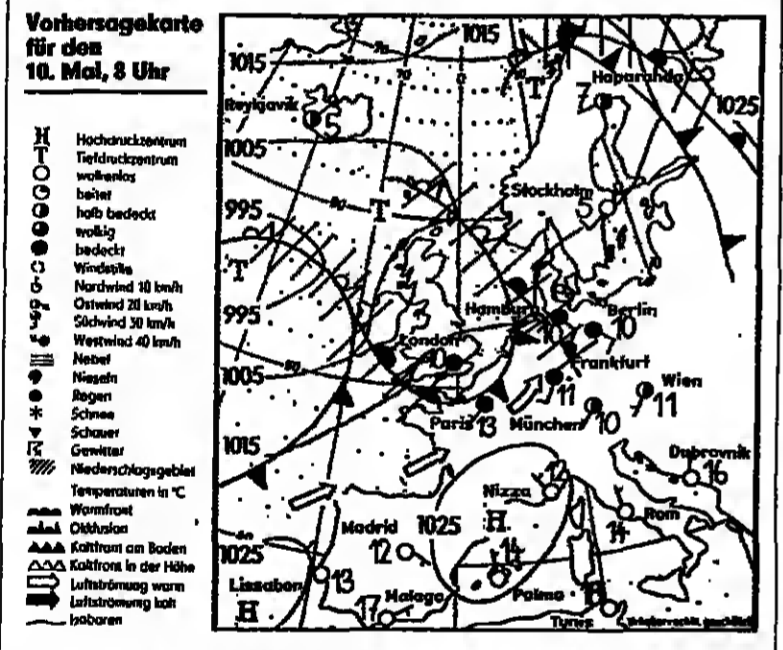 Vorhersagekarte
für den
10. Mai, 8 Uhr
H Hochdruckzentrum
T Tiefdruckzentrum
wolkenlos
heiter
halb bedeckt
wolkig
bedeckt
Windstille
Nordwind 10 km/h
Ostwind 20 km/h
Südwind 30 km/h
Westwind 40 km/h
Nebel
Nieseln
Regen
Schnee
Schauer
Gewitter
Niederschlagsgebiet
Temperaturen in °C
Warmfront
Okklusion
Kaltfront am Boden
Kaltfront in der Höhe
Luftströmung warm
Luftströmung kalt
Isobaren
1015
1015
T
Haparanda
7
1025
Reykjavik
5
1005
Stockholm
5
995
T
T
995
Hamburg
Berlin
10
London
Frankfurt
1005
11
Wien
11
Paris 13
München 10
1015
Dubrovnik
16
Nizza
12
Rom
14
1025
H
Madrid
12
1025
14
Lissabon
13
Palma
H
H
Malaga
17
Tunis